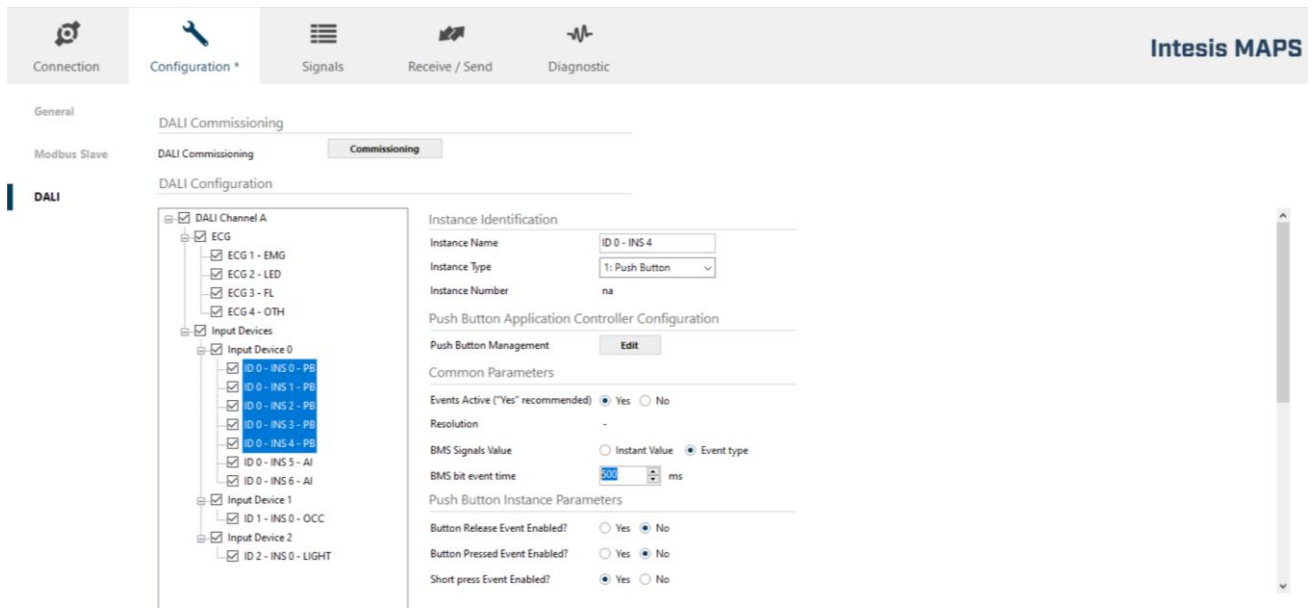 Connection
Configuration *
Signals
Receive / Send
Diagnostic
Intesis MAPS
General
Modbus Slave
DALI
DALI Commissioning
DALI Commissioning
Commissioning
DALI Configuration
DALI Channel A
ECG
ECG 1 - EMG
ECG 2 - LED
ECG 3 - FL
ECG 4 - OTH
Input Devices
Input Device 0
ID 0 - INS 0 - PB
ID 0 - INS 1 - PB
ID 0 - INS 2 - PB
ID 0 - INS 3 - PB
ID 0 - INS 4 - PB
ID 0 - INS 5 - AI
ID 0 - INS 6 - AI
Input Device 1
ID 1 - INS 0 - OCC
Input Device 2
ID 2 - INS 0 - LIGHT
Instance Identification
Instance Name ID 0 - INS 4
Instance Type 1: Push Button
Instance Number na
Push Button Application Controller Configuration
Push Button Management Edit
Common Parameters
Events Active ("Yes" recommended) Yes No
Resolution -
BMS Signals Value Instant Value Event type
BMS bit event time 500 ms
Push Button Instance Parameters
Button Release Event Enabled? Yes No
Button Pressed Event Enabled? Yes No
Short press Event Enabled? Yes No